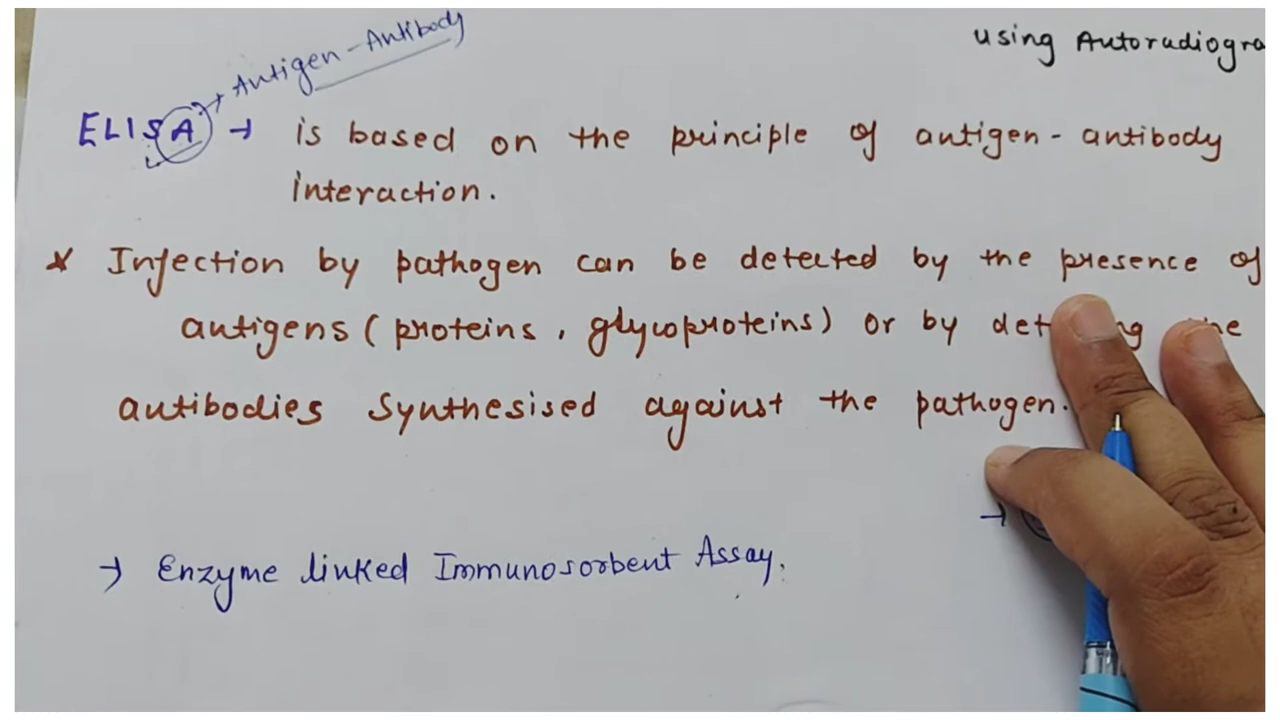 using Autoradiogra
Antigen-Antibody
ELISA → is based on the principle of antigen-antibody
interaction.
* Infection by pathogen can be detected by the presence of
antigens (proteins, glycoproteins) or by
antibodies synthesised against the pathogen.
→
→ Enzyme linked Immunosorbent Assay.